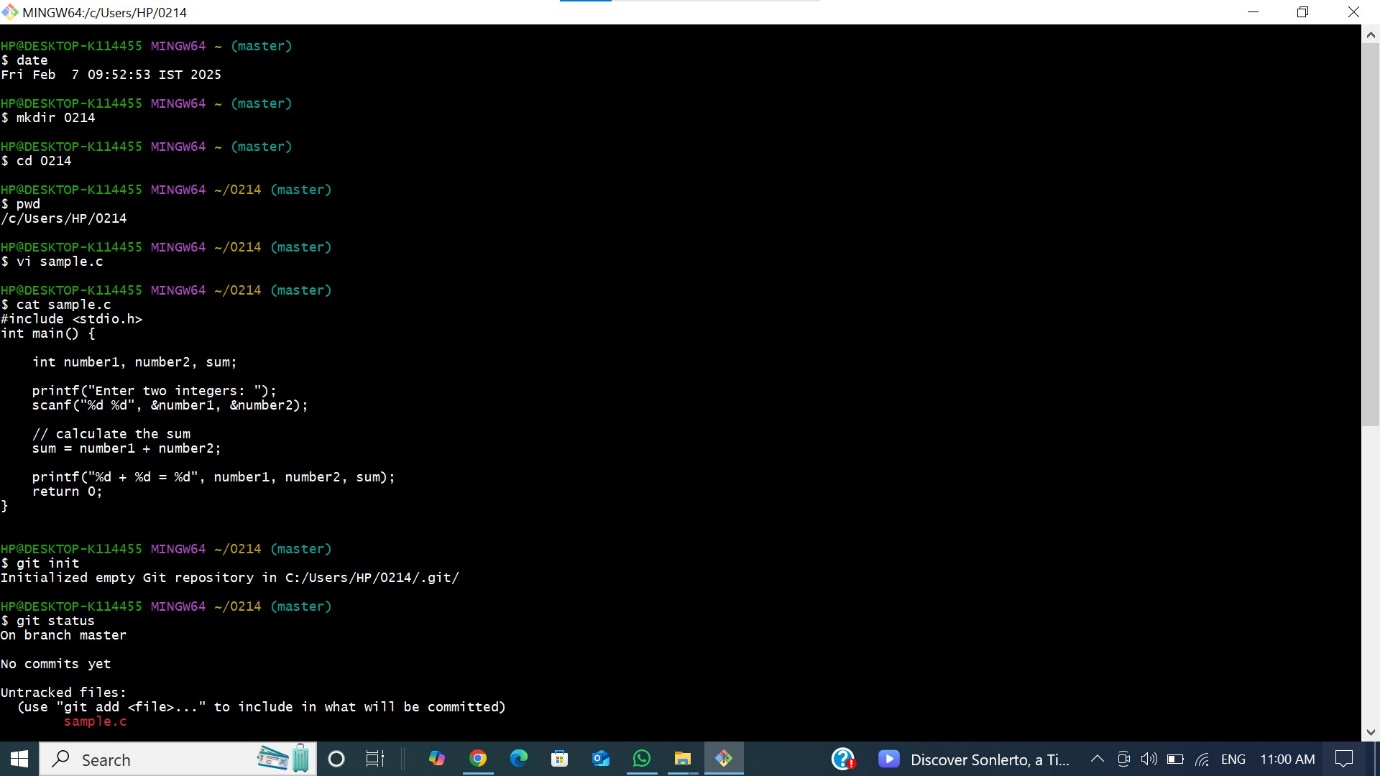 MINGW64:/c/Users/HP/0214
HP@DESKTOP-K114455 MINGW64 ~ (master)
$ date
Fri Feb  7 09:52:53 IST 2025
HP@DESKTOP-K114455 MINGW64 ~ (master)
$ mkdir 0214
HP@DESKTOP-K114455 MINGW64 ~ (master)
$ cd 0214
HP@DESKTOP-K114455 MINGW64 ~/0214 (master)
$ pwd
/c/Users/HP/0214
HP@DESKTOP-K114455 MINGW64 ~/0214 (master)
$ vi sample.c
HP@DESKTOP-K114455 MINGW64 ~/0214 (master)
$ cat sample.c
#include <stdio.h>
int main() {
    int number1, number2, sum;
    printf("Enter two integers: ");
    scanf("%d %d", &number1, &number2);
    // calculate the sum
    sum = number1 + number2;
    printf("%d + %d = %d", number1, number2, sum);
    return 0;
}
HP@DESKTOP-K114455 MINGW64 ~/0214 (master)
$ git init
Initialized empty Git repository in C:/Users/HP/0214/.git/
HP@DESKTOP-K114455 MINGW64 ~/0214 (master)
$ git status
On branch master
No commits yet
Untracked files:
  (use "git add <file>..." to include in what will be committed)
        sample.c
Search
Discover Sonlerto, a Ti...
ENG
11:00 AM